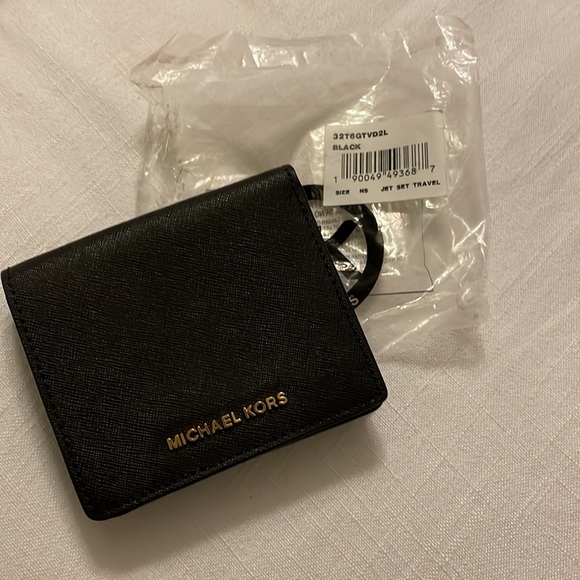 32T6GTVD2L
BLACK
1 90049 49368 7
SIZE NS JET SET TRAVEL
MICHAEL KORS